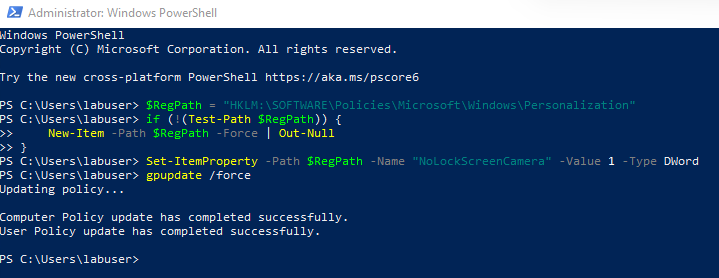 Administrator: Windows PowerShell
Windows PowerShell
Copyright (C) Microsoft Corporation. All rights reserved.
Try the new cross-platform PowerShell https://aka.ms/pscore6
PS C:\Users\labuser> $RegPath = "HKLM:\SOFTWARE\Policies\Microsoft\Windows\Personalization"
PS C:\Users\labuser> if (!(Test-Path $RegPath)) {
>>     New-Item -Path $RegPath -Force | Out-Null
>> }
PS C:\Users\labuser> Set-ItemProperty -Path $RegPath -Name "NoLockScreenCamera" -Value 1 -Type DWord
PS C:\Users\labuser> gpupdate /force
Updating policy...
Computer Policy update has completed successfully.
User Policy update has completed successfully.
PS C:\Users\labuser>